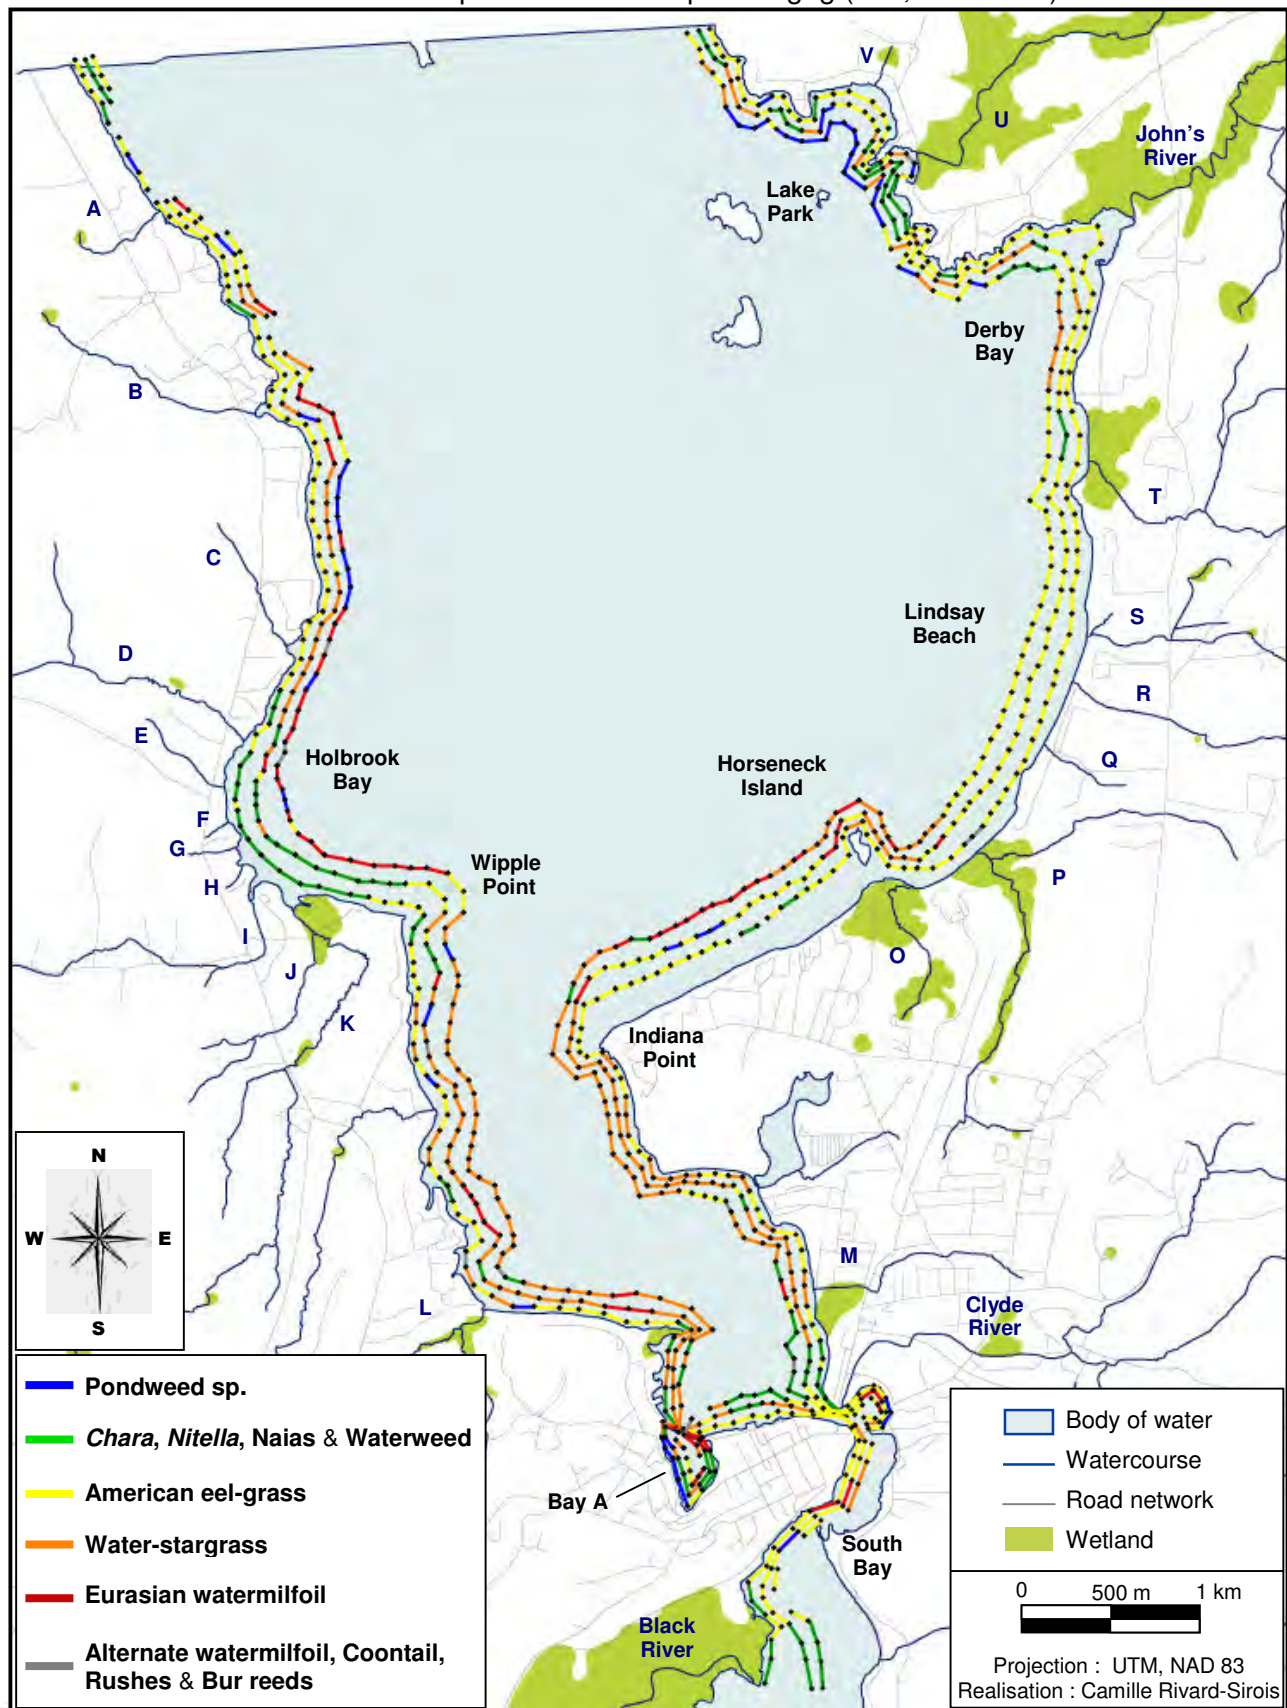 V
U
John's
River
Lake
Park
A
Derby
Bay
B
T
C
Lindsay
Beach
S
D
R
E
Holbrook
Bay
Horseneck
Island
Q
F
G
Wipple
Point
P
H
I
J
O
K
Indiana
Point
N
W
E
S
M
L
Clyde
River
Pondweed sp.
Chara, Nitella, Naias & Waterweed
American eel-grass
Water-stargrass
Eurasian watermilfoil
Alternate watermilfoil, Coontail,
Rushes & Bur reeds
Bay A
South
Bay
Black
River
Body of water
Watercourse
Road network
Wetland
0 500 m 1 km
Projection : UTM, NAD 83
Realisation : Camille Rivard-Sirois